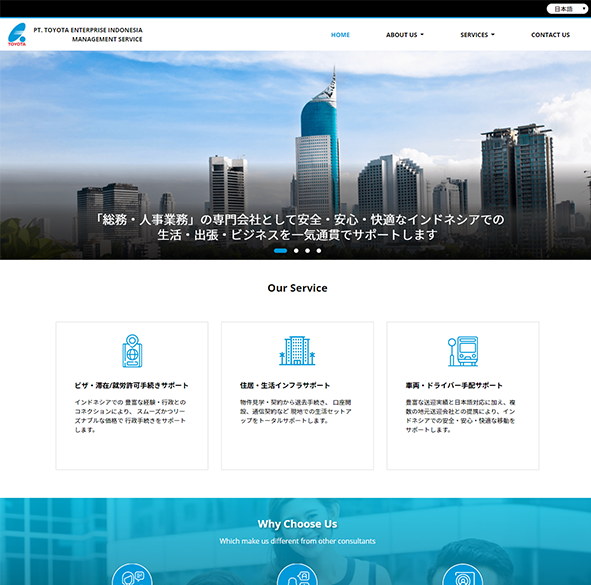 日本語
TOYOTA
PT. TOYOTA ENTERPRISE INDONESIA
MANAGEMENT SERVICE
HOME
ABOUT US
SERVICES
CONTACT US
「総務・人事業務」の専門会社として安全・安心・快適なインドネシアでの
生活・出張・ビジネスを一気通貫でサポートします
Our Service
ビザ・滞在/就労許可手続きサポート
インドネシアでの 豊富な経験・行政との
コネクションにより、 スムーズかつリー
ズナブルな価格で 行政手続きをサポート
します。
住居・生活インフラサポート
物件見学・契約から退去手続き、 口座開
設、通信契約など 現地での生活セットア
ップをトータルサポートします。
車両・ドライバー手配サポート
豊富な送迎実績と日本語対応に加え、複
数の地元送迎会社との提携により、イン
ドネシアでの安全・安心・快適な移動を
サポートします。
Why Choose Us
Which make us different from other consultants